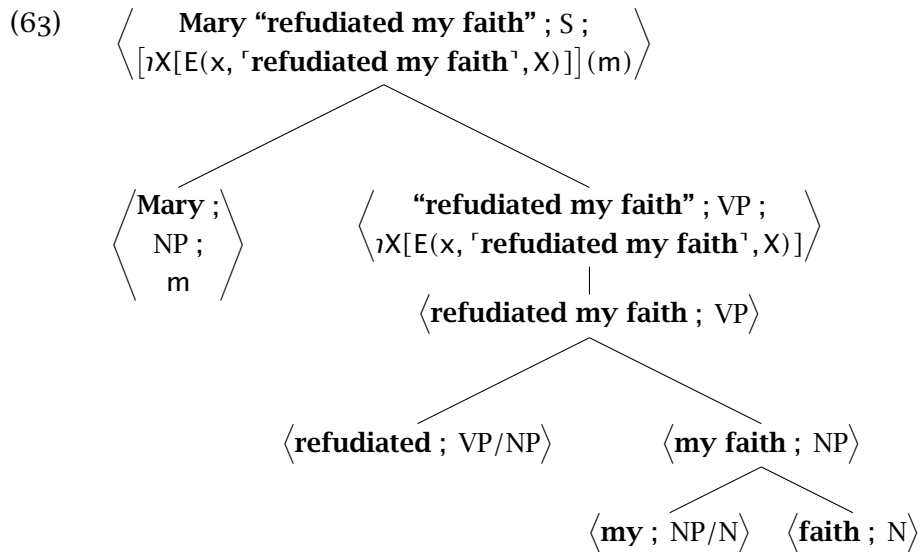 (63) ⟨Mary “refudiated my faith” ; S ;
[ɿX[E(x, ⌜refudiated my faith⌝, X)]](m)⟩
⟨Mary ;
NP ;
m⟩
⟨“refudiated my faith” ; VP ;
ɿX[E(x, ⌜refudiated my faith⌝, X)]⟩
⟨refudiated my faith ; VP⟩
⟨refudiated ; VP/NP⟩ ⟨my faith ; NP⟩
⟨my ; NP/N⟩ ⟨faith ; N⟩